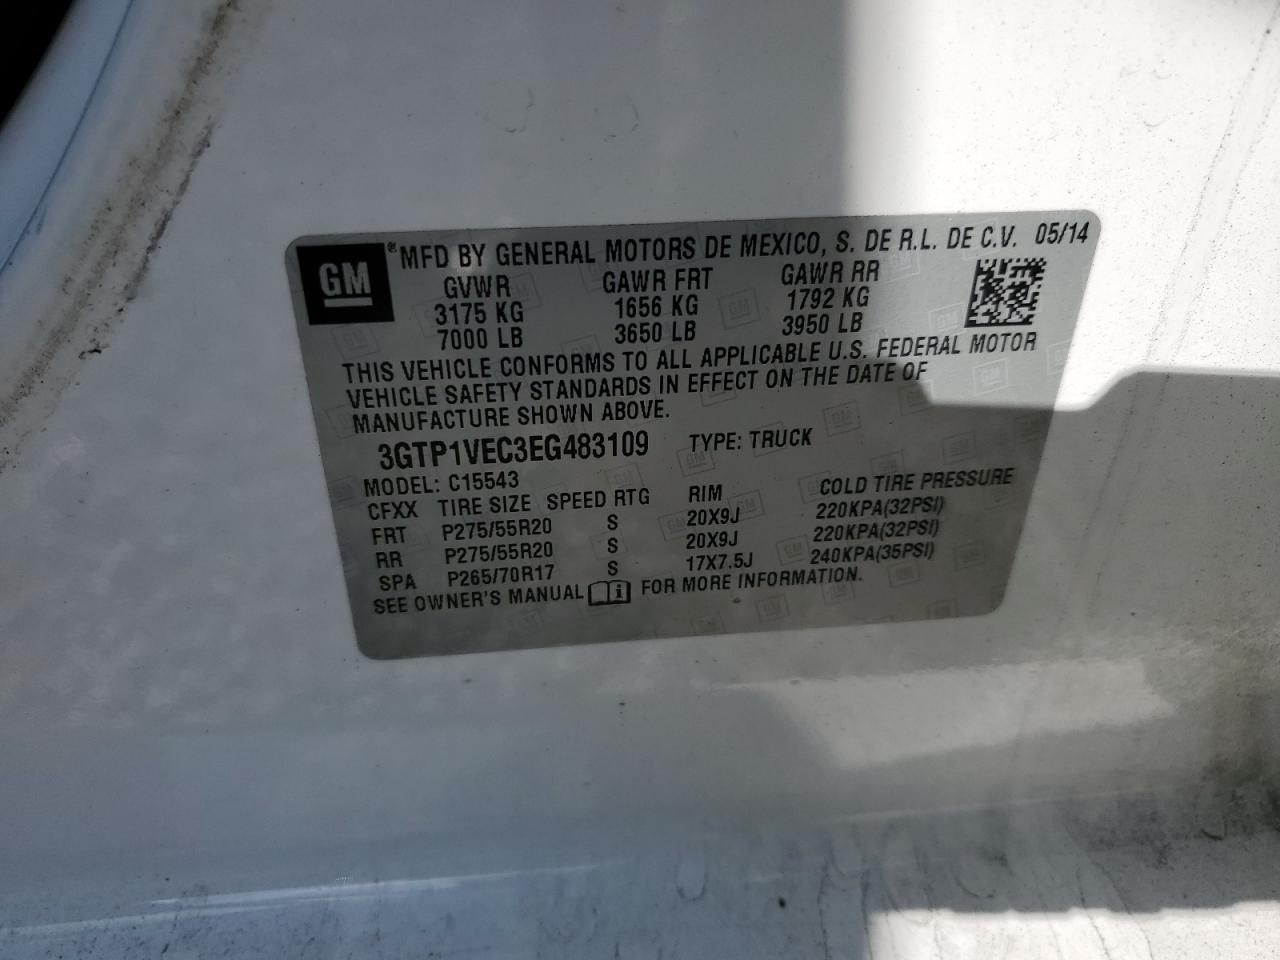 GM ® MFD BY GENERAL MOTORS DE MEXICO, S. DE R.L. DE C.V. 05/14
GVWR GAWR FRT GAWR RR
3175 KG 1656 KG 1792 KG
7000 LB 3650 LB 3950 LB
THIS VEHICLE CONFORMS TO ALL APPLICABLE U.S. FEDERAL MOTOR
VEHICLE SAFETY STANDARDS IN EFFECT ON THE DATE OF
MANUFACTURE SHOWN ABOVE.
3GTP1VEC3EG483109 TYPE: TRUCK
MODEL: C15543
CFXX TIRE SIZE SPEED RTG RIM COLD TIRE PRESSURE
FRT P275/55R20 S 20X9J 220KPA(32PSI)
RR P275/55R20 S 20X9J 220KPA(32PSI)
SPA P265/70R17 S 17X7.5J 240KPA(35PSI)
SEE OWNER'S MANUAL FOR MORE INFORMATION.